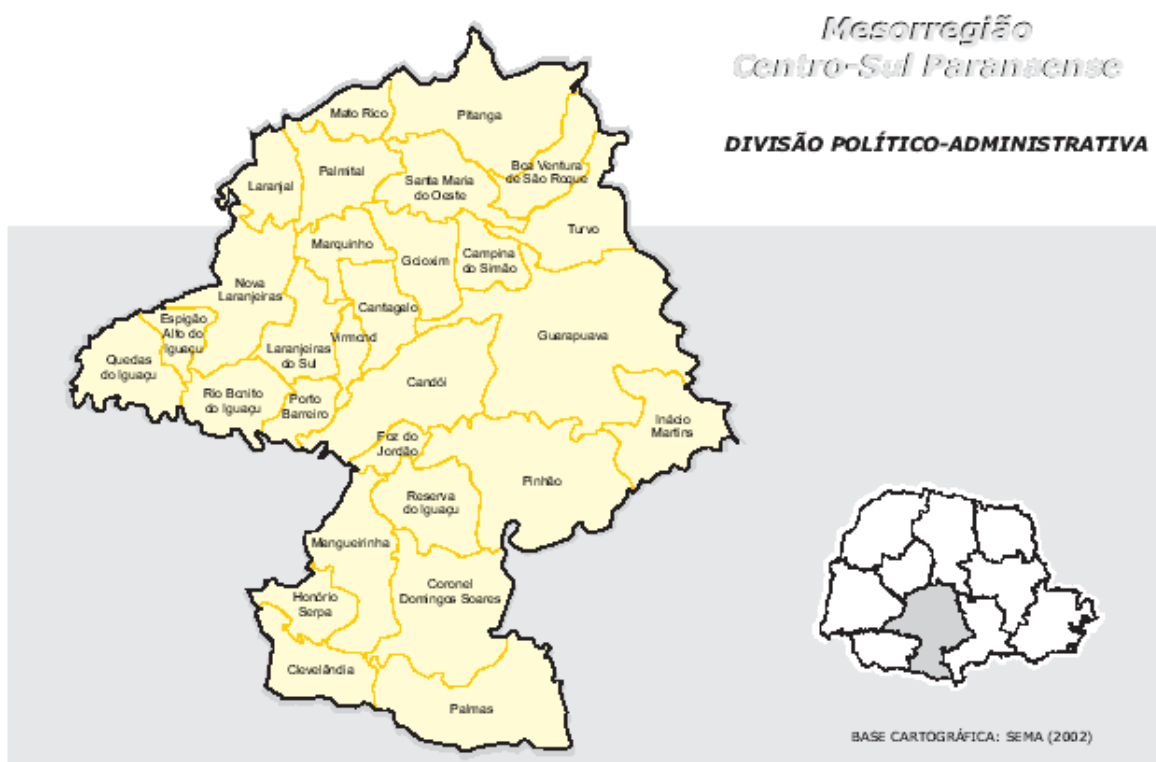 Mesorregião
Centro-Sul Paranaense
DIVISÃO POLÍTICO-ADMINISTRATIVA
Mato Rico
Pitanga
Boa Ventura
de São Roque
Laranjal
Palmital
Santa Maria
do Oeste
Turvo
Marquinho
Goioxim
Campina
do Simão
Nova
Laranjeiras
Cantagalo
Espigão
Alto do
Iguaçu
Virmond
Guarapuava
Quedas
do Iguaçu
Laranjeiras
do Sul
Candói
Rio Bonito
do Iguaçu
Porto
Barreiro
Inácio
Martins
Foz do
Jordão
Pinhão
Reserva
do Iguaçu
Mangueirinha
Coronel
Domingos Soares
Honório
Serpa
Clevelândia
Palmas
BASE CARTOGRÁFICA: SEMA (2002)